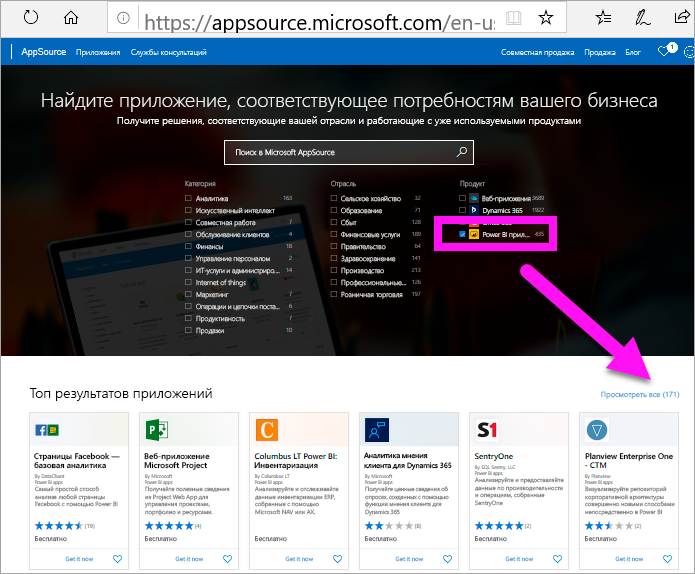 https://appsource.microsoft.com/en-u
AppSource Приложения Службы консультаций Совместная продажа Продажа Блог 1
Найдите приложение, соответствующее потребностям вашего бизнеса
Получите решения, соответствующие вашей отрасли и работающие с уже используемыми продуктами
Поиск в Microsoft AppSource
Категория
Аналитика 163
Искусственный интеллект
Совместная работа 7
Обслуживание клиентов 4
Финансы 18
Управление персоналом 2
ИТ-услуги и администриро... 14
Internet of things
Маркетинг 7
Операции и цепочки поста... 6
Продуктивность 7
Продажи 10
Отрасль
Сельское хозяйство 32
Образование 71
Сбыт 128
Финансовые услуги 189
Правительство 64
Здравоохранение 141
Производство 213
Профессиональные... 126
Розничная торговля 197
Продукт
Веб-приложения 3689
Dynamics 365 1922
Power BI прил... 435
Топ результатов приложений
Просмотреть все (171)
Страницы Facebook —
базовая аналитика
By DataChant
Power BI apps
Самый простой способ
анализа любой страницы
Facebook с помощью Power BI
(19)
Бесплатно
Get it now
Веб-приложение
Microsoft Project
By Microsoft
Power BI apps
Получайте полезные сведения
из Project Web App для
управления проектами,
портфолио и ресурсами.
(4)
Бесплатно
Get it now
C
Columbus LT Power BI:
Инвентаризация
By Columbus LT
Power BI apps
Анализируйте и отслеживайте
данные инвентаризации ERP,
собранные с помощью
Microsoft NAV или AX.
Бесплатно
Get it now
Аналитика мнения
клиента для Dynamics 365
By Microsoft
Power BI apps
Получайте ценные сведения
об опросах, созданных с помощью
функции мнения клиентов для
Dynamics 365
(8)
Бесплатно
Get it now
S1
SentryOne
By SQL Sentry, LLC
Power BI apps
Анализируйте и предоставляйте
данные по производительности
и операциям, собранные
SentryOne
(2)
Бесплатно
Get it now
Planview Enterprise One
- CTM
By Planview
Power BI apps
Визуализируйте репозиторий
корпоративной архитектуры
совершенно новыми способами
непосредственно в Power BI
(2)
Бесплатно
Get it now